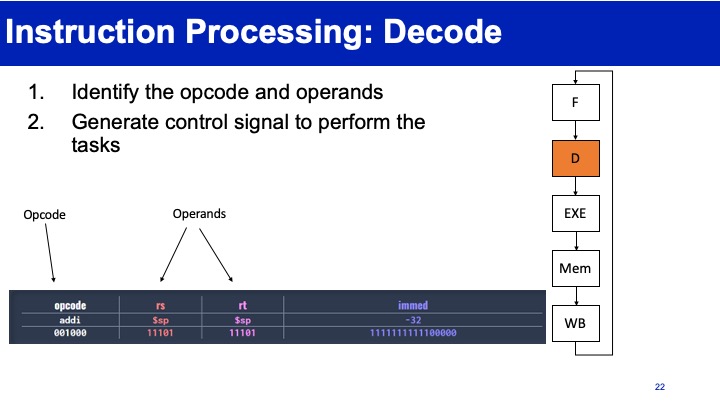 Instruction Processing: Decode
1. Identify the opcode and operands
2. Generate control signal to perform the
tasks
F
D
EXE
Mem
WB
Opcode
Operands
opcode rs rt immed
addi $sp $sp -32
001000 11101 11101 1111111111100000
22